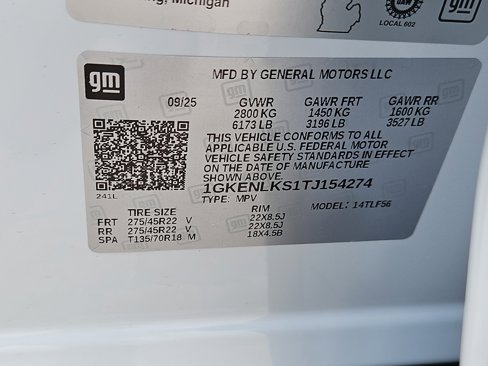 ing, Michigan
UAW
LOCAL 602
gm
gm
MFD BY GENERAL MOTORS LLC
09/25 GVWR GAWR FRT GAWR RR
2800 KG 1450 KG 1600 KG
6173 LB 3196 LB 3527 LB
THIS VEHICLE CONFORMS TO ALL
APPLICABLE U.S. FEDERAL MOTOR
VEHICLE SAFETY STANDARDS IN EFFECT
ON THE DATE OF MANUFACTURE
SHOWN ABOVE.
1GKENLKS1TJ154274
241L TYPE: MPV MODEL: 14TLF56
TIRE SIZE RIM
FRT 275/45R22 V 22X8.5J
RR 275/45R22 V 22X8.5J
SPA T135/70R18 M 18X4.5B